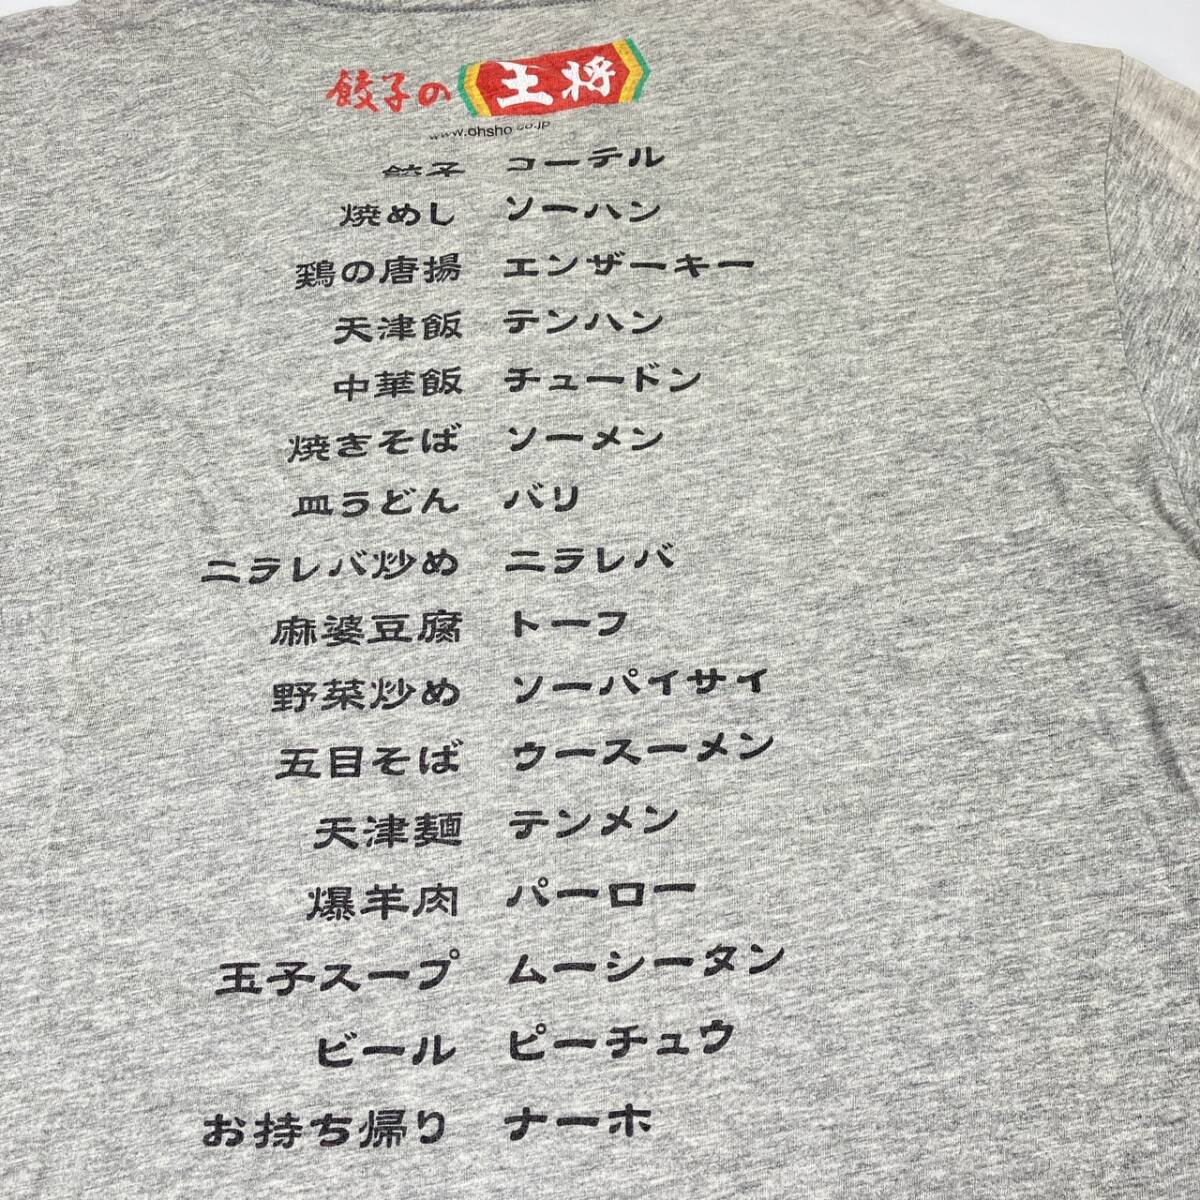 餃子の王将
www.ohsho.co.jp
餃子 コーテル
焼めし ソーハン
鶏の唐揚 エンザーキー
天津飯 テンハン
中華飯 チュードン
焼きそば ソーメン
皿うどん バリ
ニラレバ炒め ニラレバ
麻婆豆腐 トーフ
野菜炒め ソーパイサイ
五目そば ウースーメン
天津麺 テンメン
爆羊肉 パーロー
玉子スープ ムーシータン
ビール ピーチュウ
お持ち帰り ナーホ